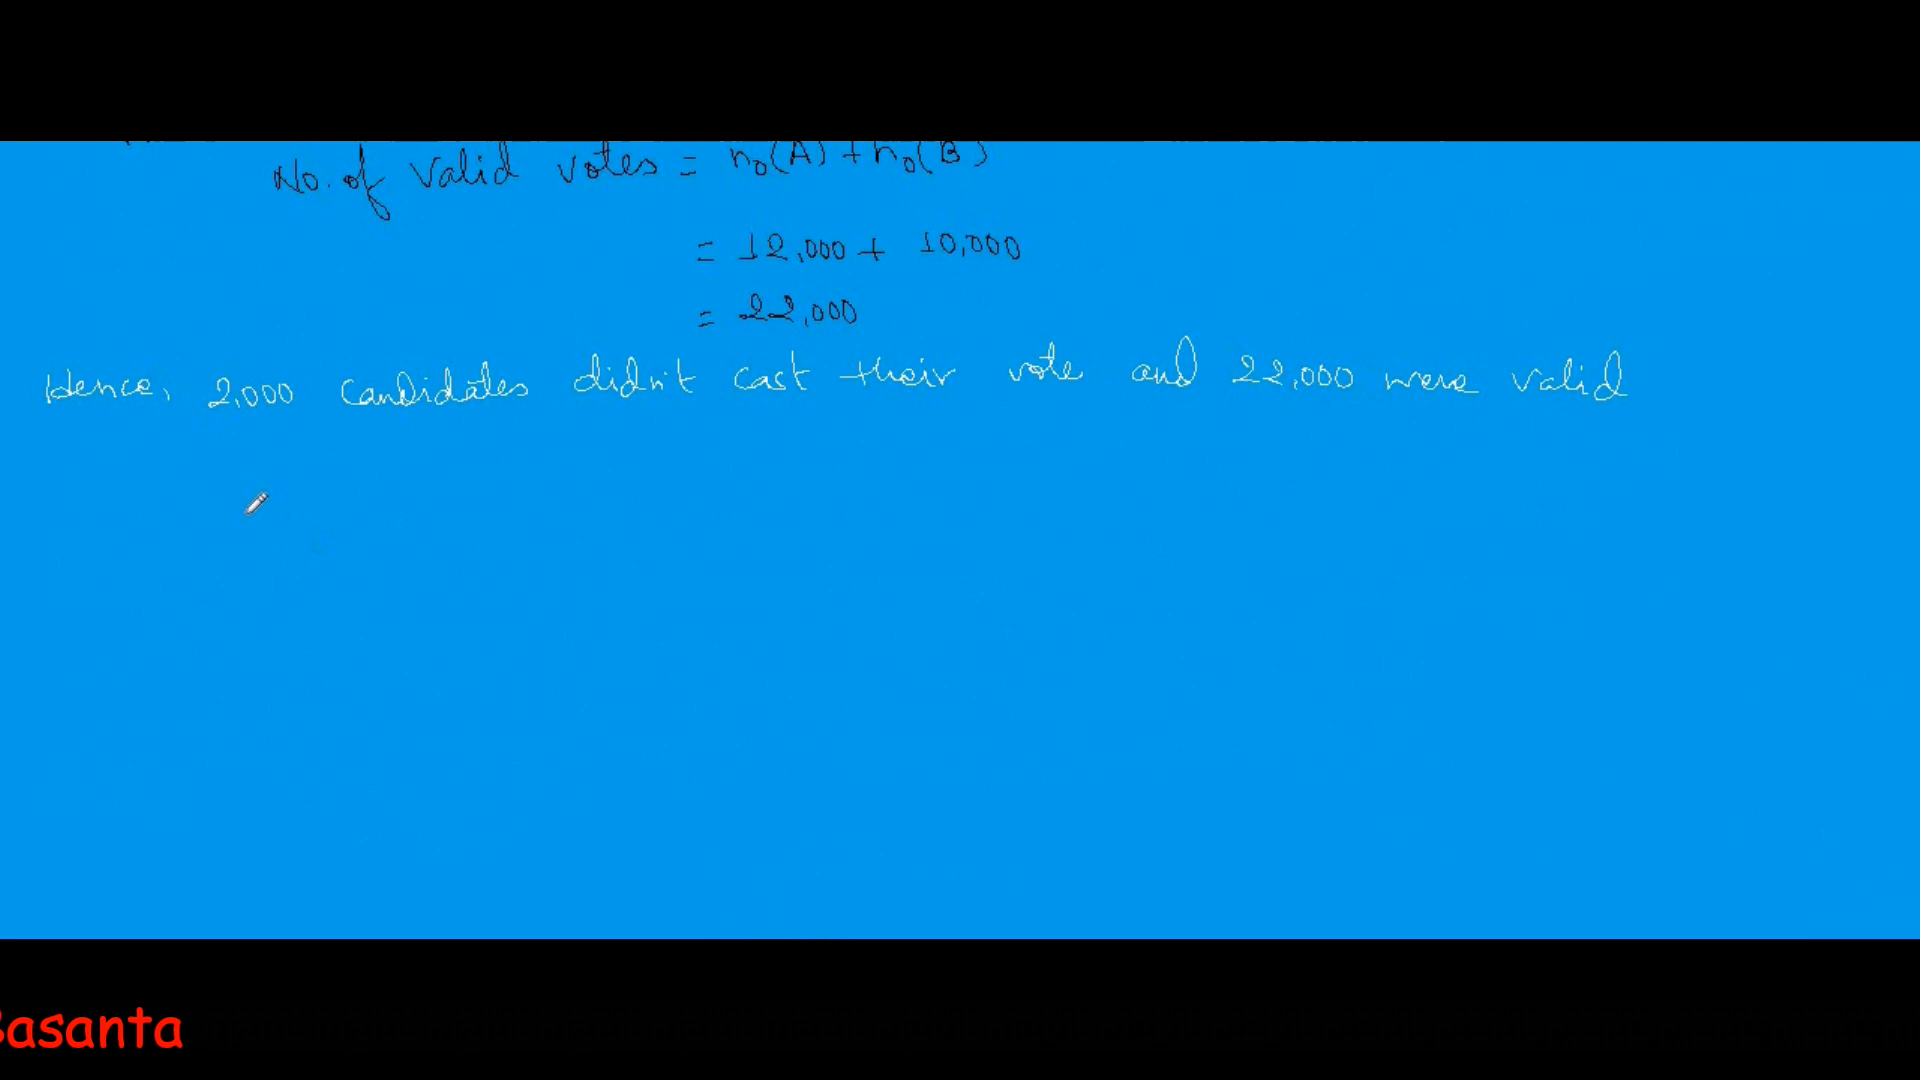 No. of Valid votes = n₀(A) + n₀(B)
= 12,000 + 10,000
= 22,000
Hence, 2,000 candidates didn't cast their vote and 22,000 were valid
Basanta